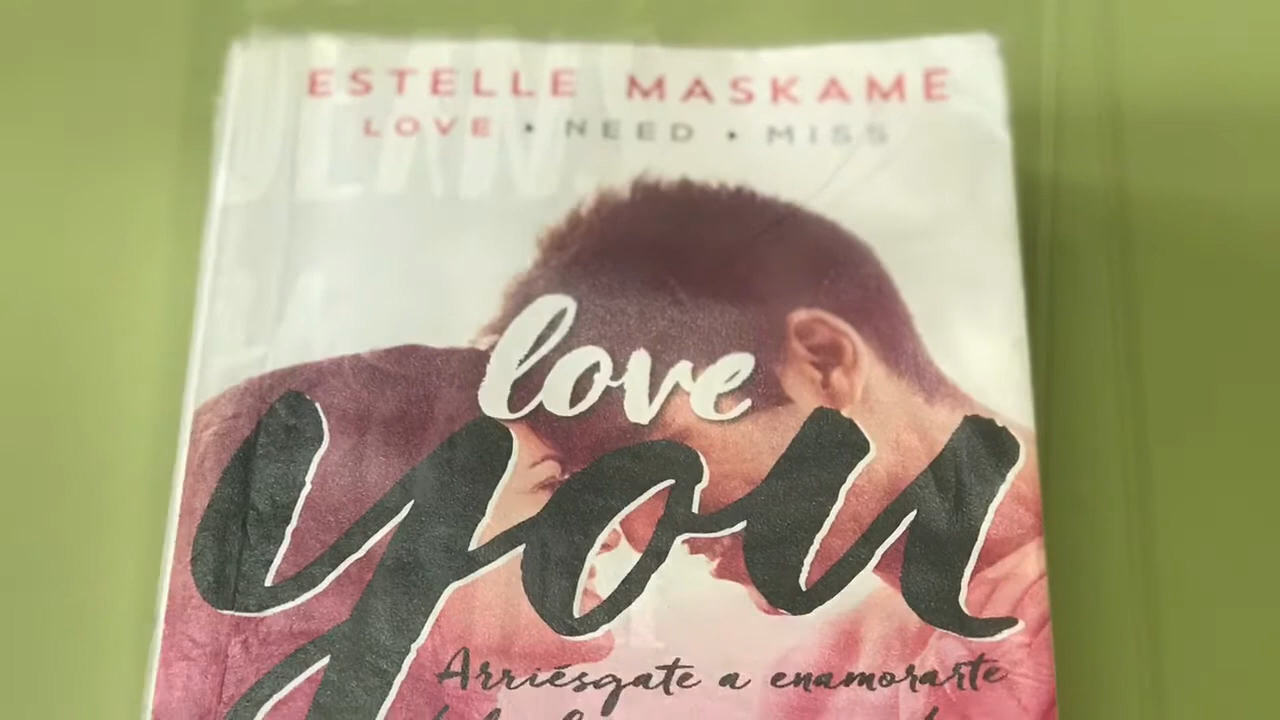 ESTELLE MASKAME
LOVE • NEED • MISS
love
you
Arriésgate a enamorarte